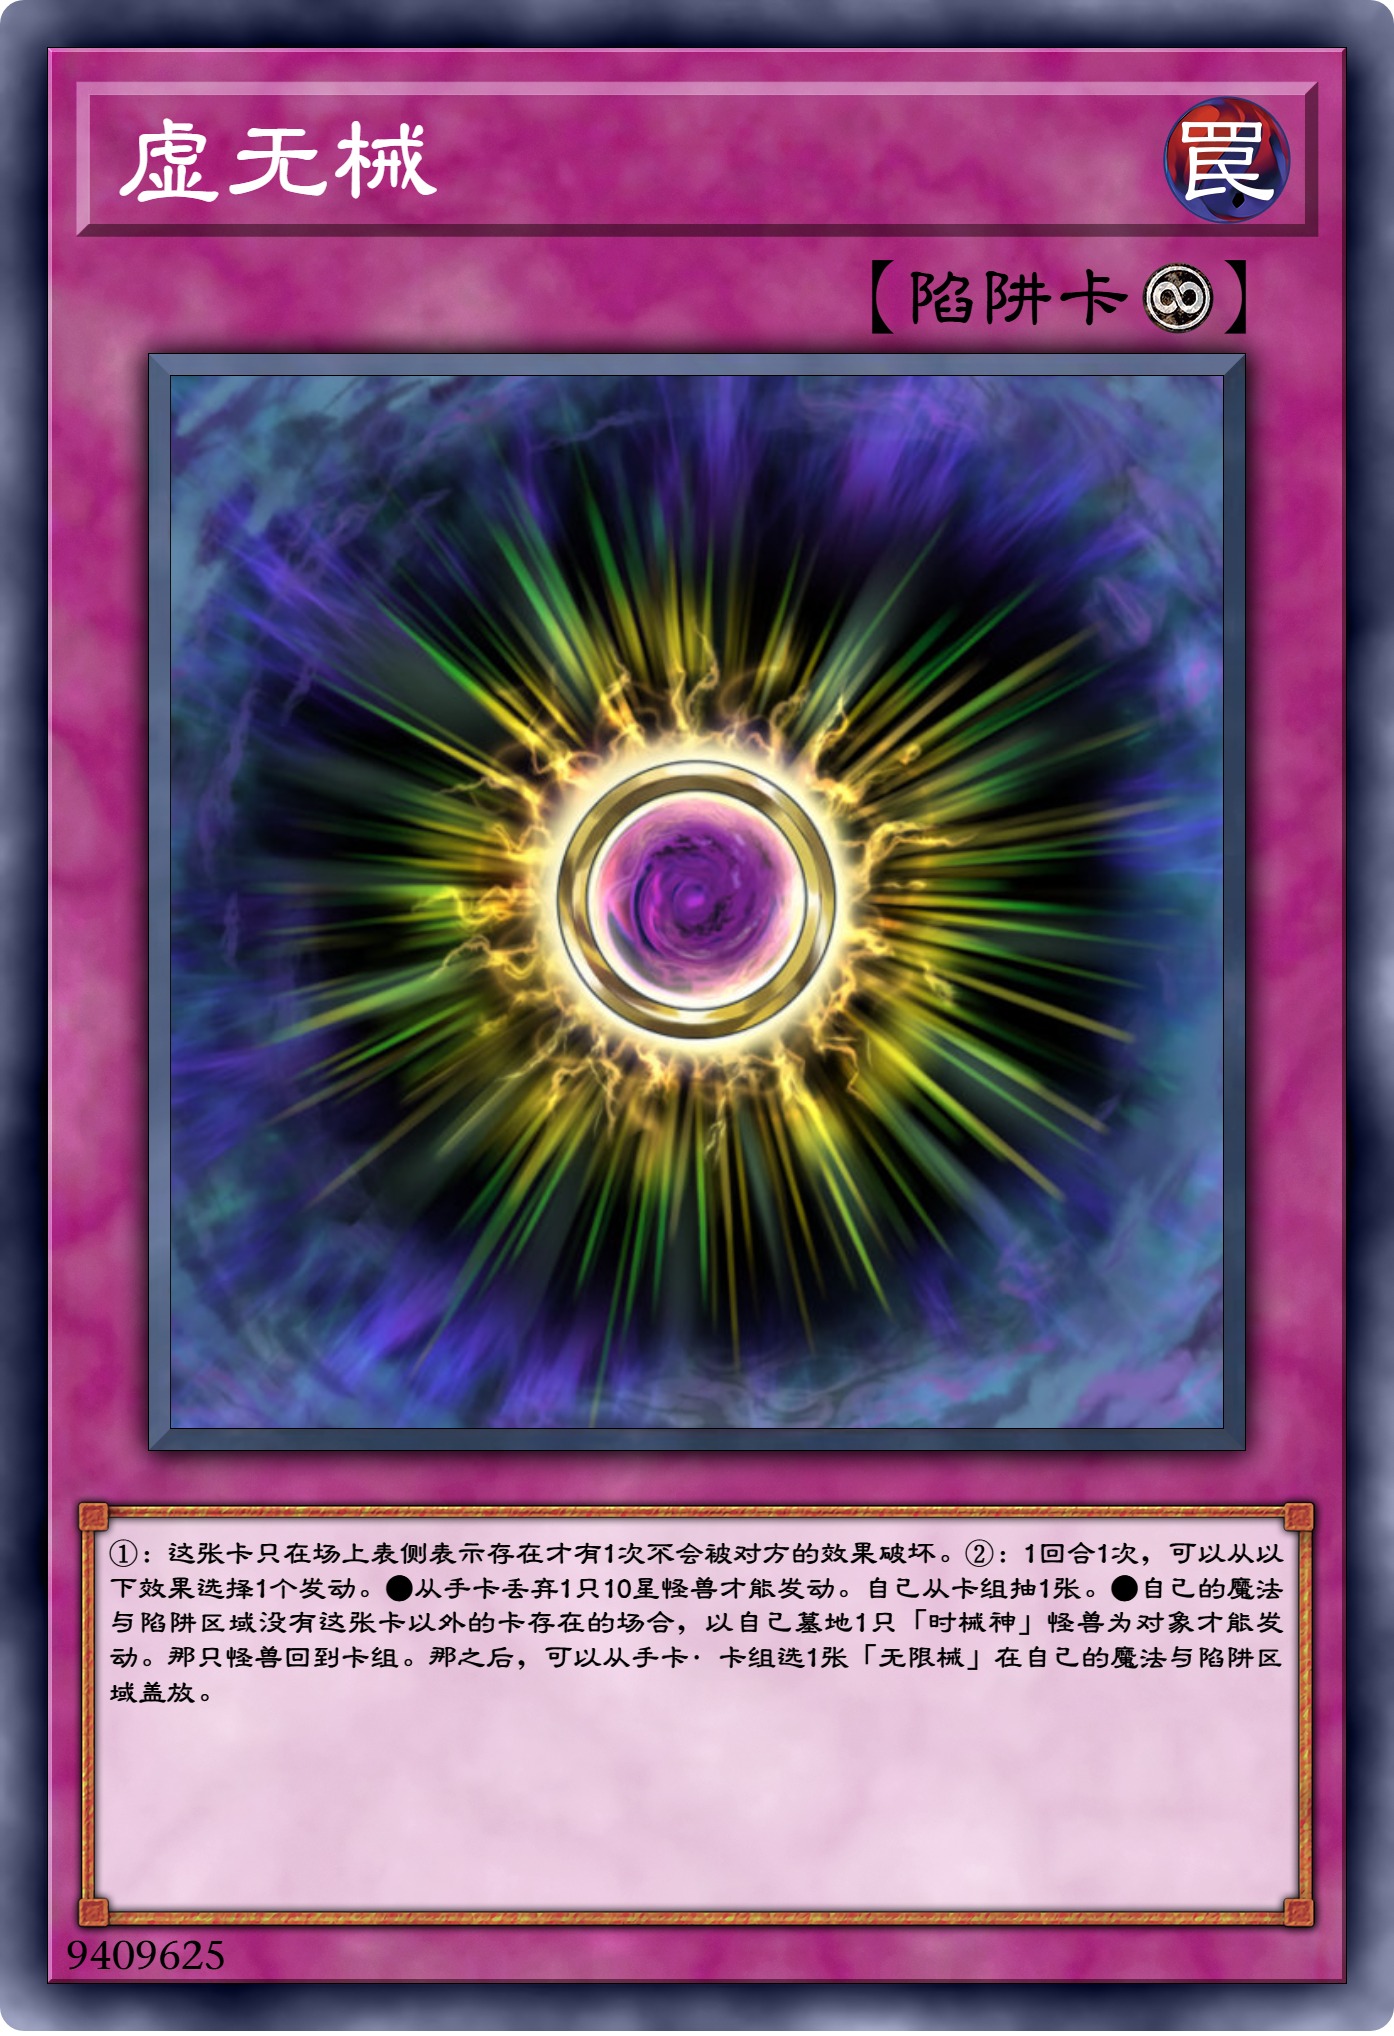 虚无械
罠
【陷阱卡♾】
①：这张卡只在场上表侧表示存在才有1次不会被对方的效果破坏。②：1回合1次，可以从以
下效果选择1个发动。●从手卡丢弃1只10星怪兽才能发动。自己从卡组抽1张。●自己的魔法
与陷阱区域没有这张卡以外的卡存在的场合，以自己墓地1只「时械神」怪兽为对象才能发
动。那只怪兽回到卡组。那之后，可以从手卡·卡组选1张「无限械」在自己的魔法与陷阱区
域盖放。
9409625